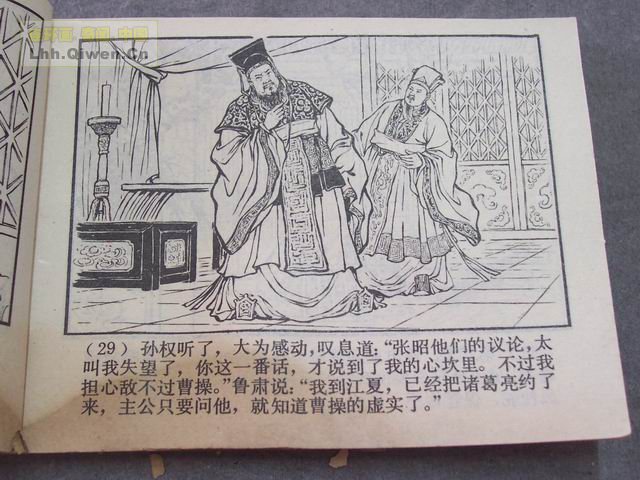 Lhh.Qiwen.Cn
(29) 孙权听了，大为感动，叹息道：“张昭他们的议论，太
叫我失望了，你这一番话，才说到了我的心坎里。不过我
担心敌不过曹操。”鲁肃说：“我到江夏，已经把诸葛亮约了
来，主公只要问他，就知道曹操的虚实了。”